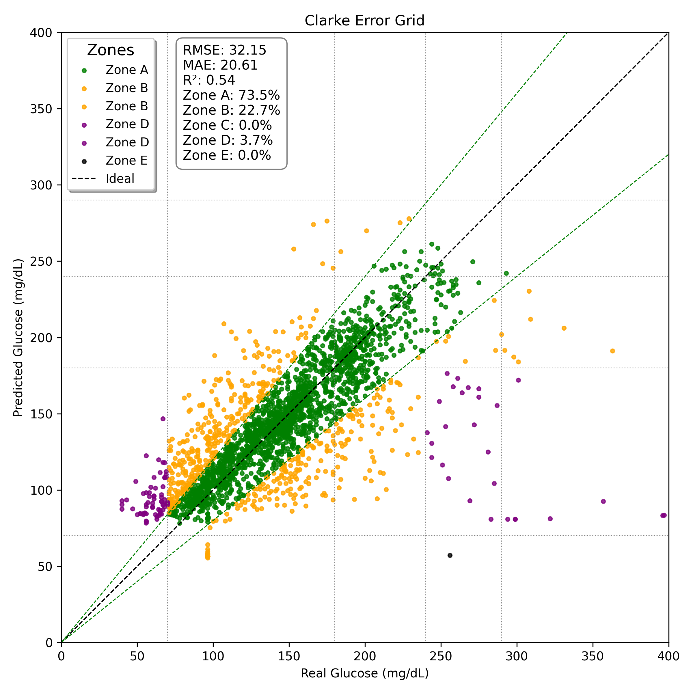 Clarke Error Grid
Zones
Zone A
Zone B
Zone B
Zone D
Zone D
Zone E
Ideal
RMSE: 32.15
MAE: 20.61
R²: 0.54
Zone A: 73.5%
Zone B: 22.7%
Zone C: 0.0%
Zone D: 3.7%
Zone E: 0.0%
Predicted Glucose (mg/dL)
400
350
300
250
200
150
100
50
0
0 50 100 150 200 250 300 350 400
Real Glucose (mg/dL)